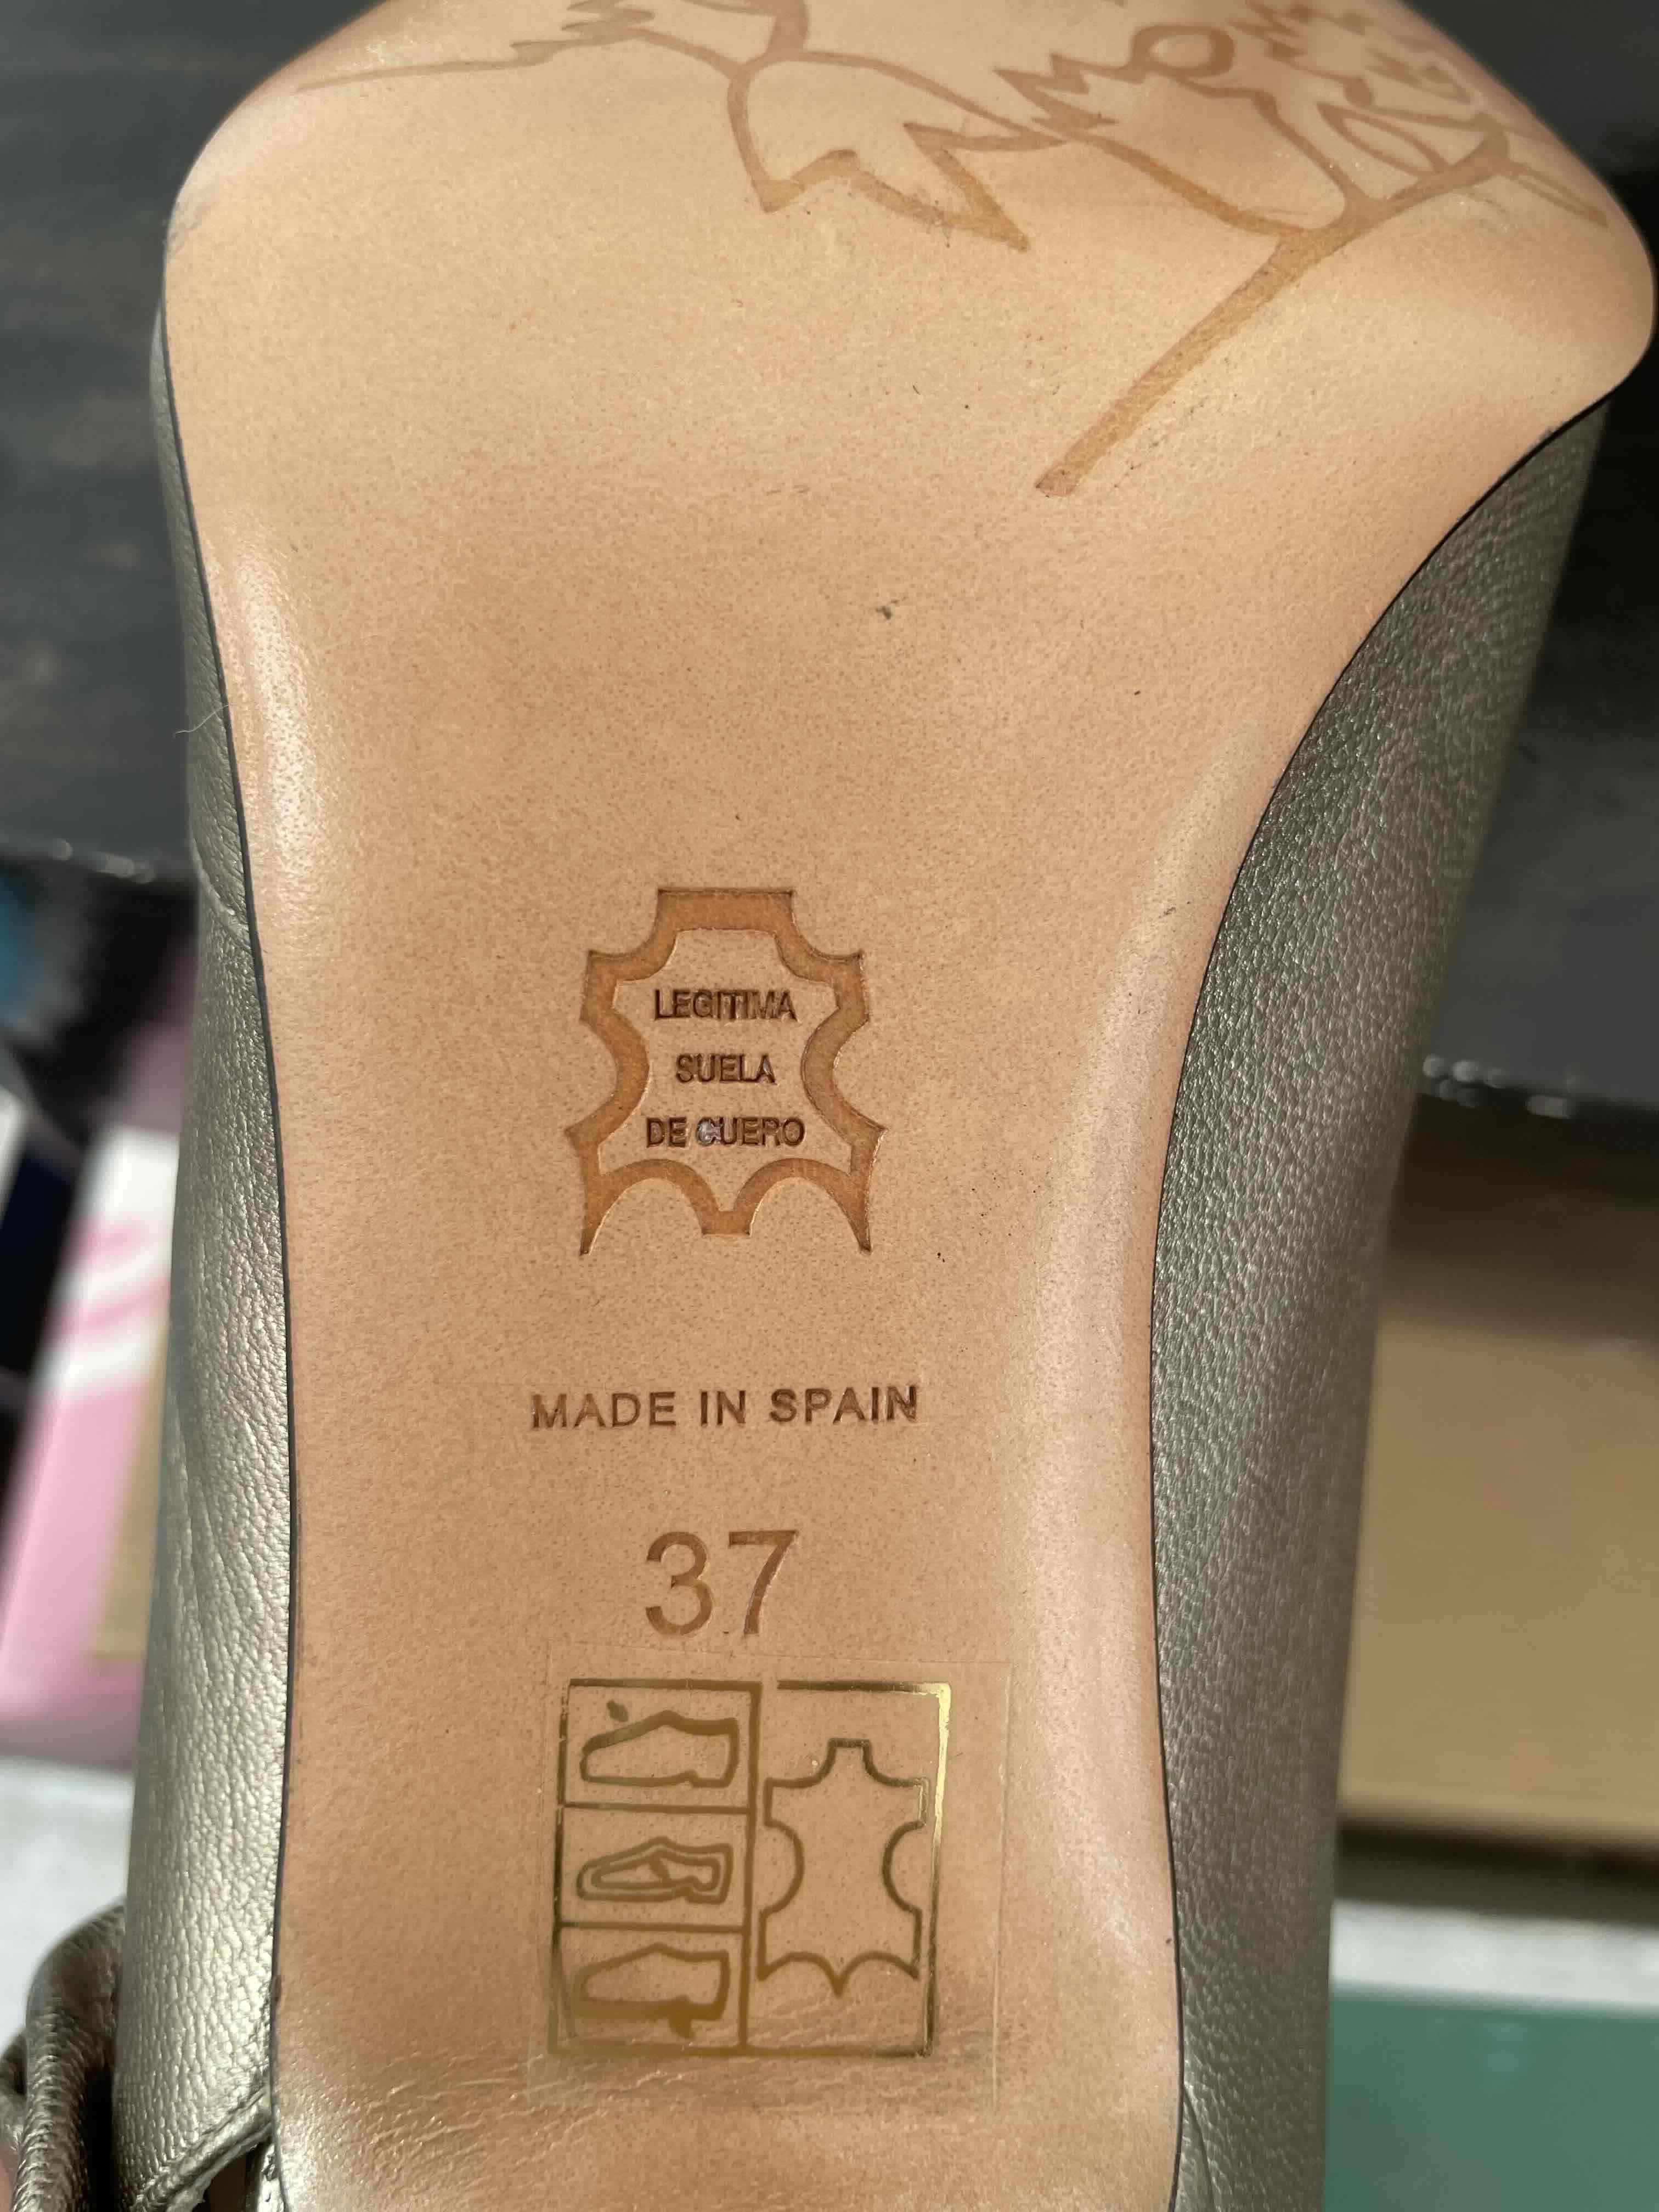 LEGITIMA
SUELA
DE CUERO
MADE IN SPAIN
37